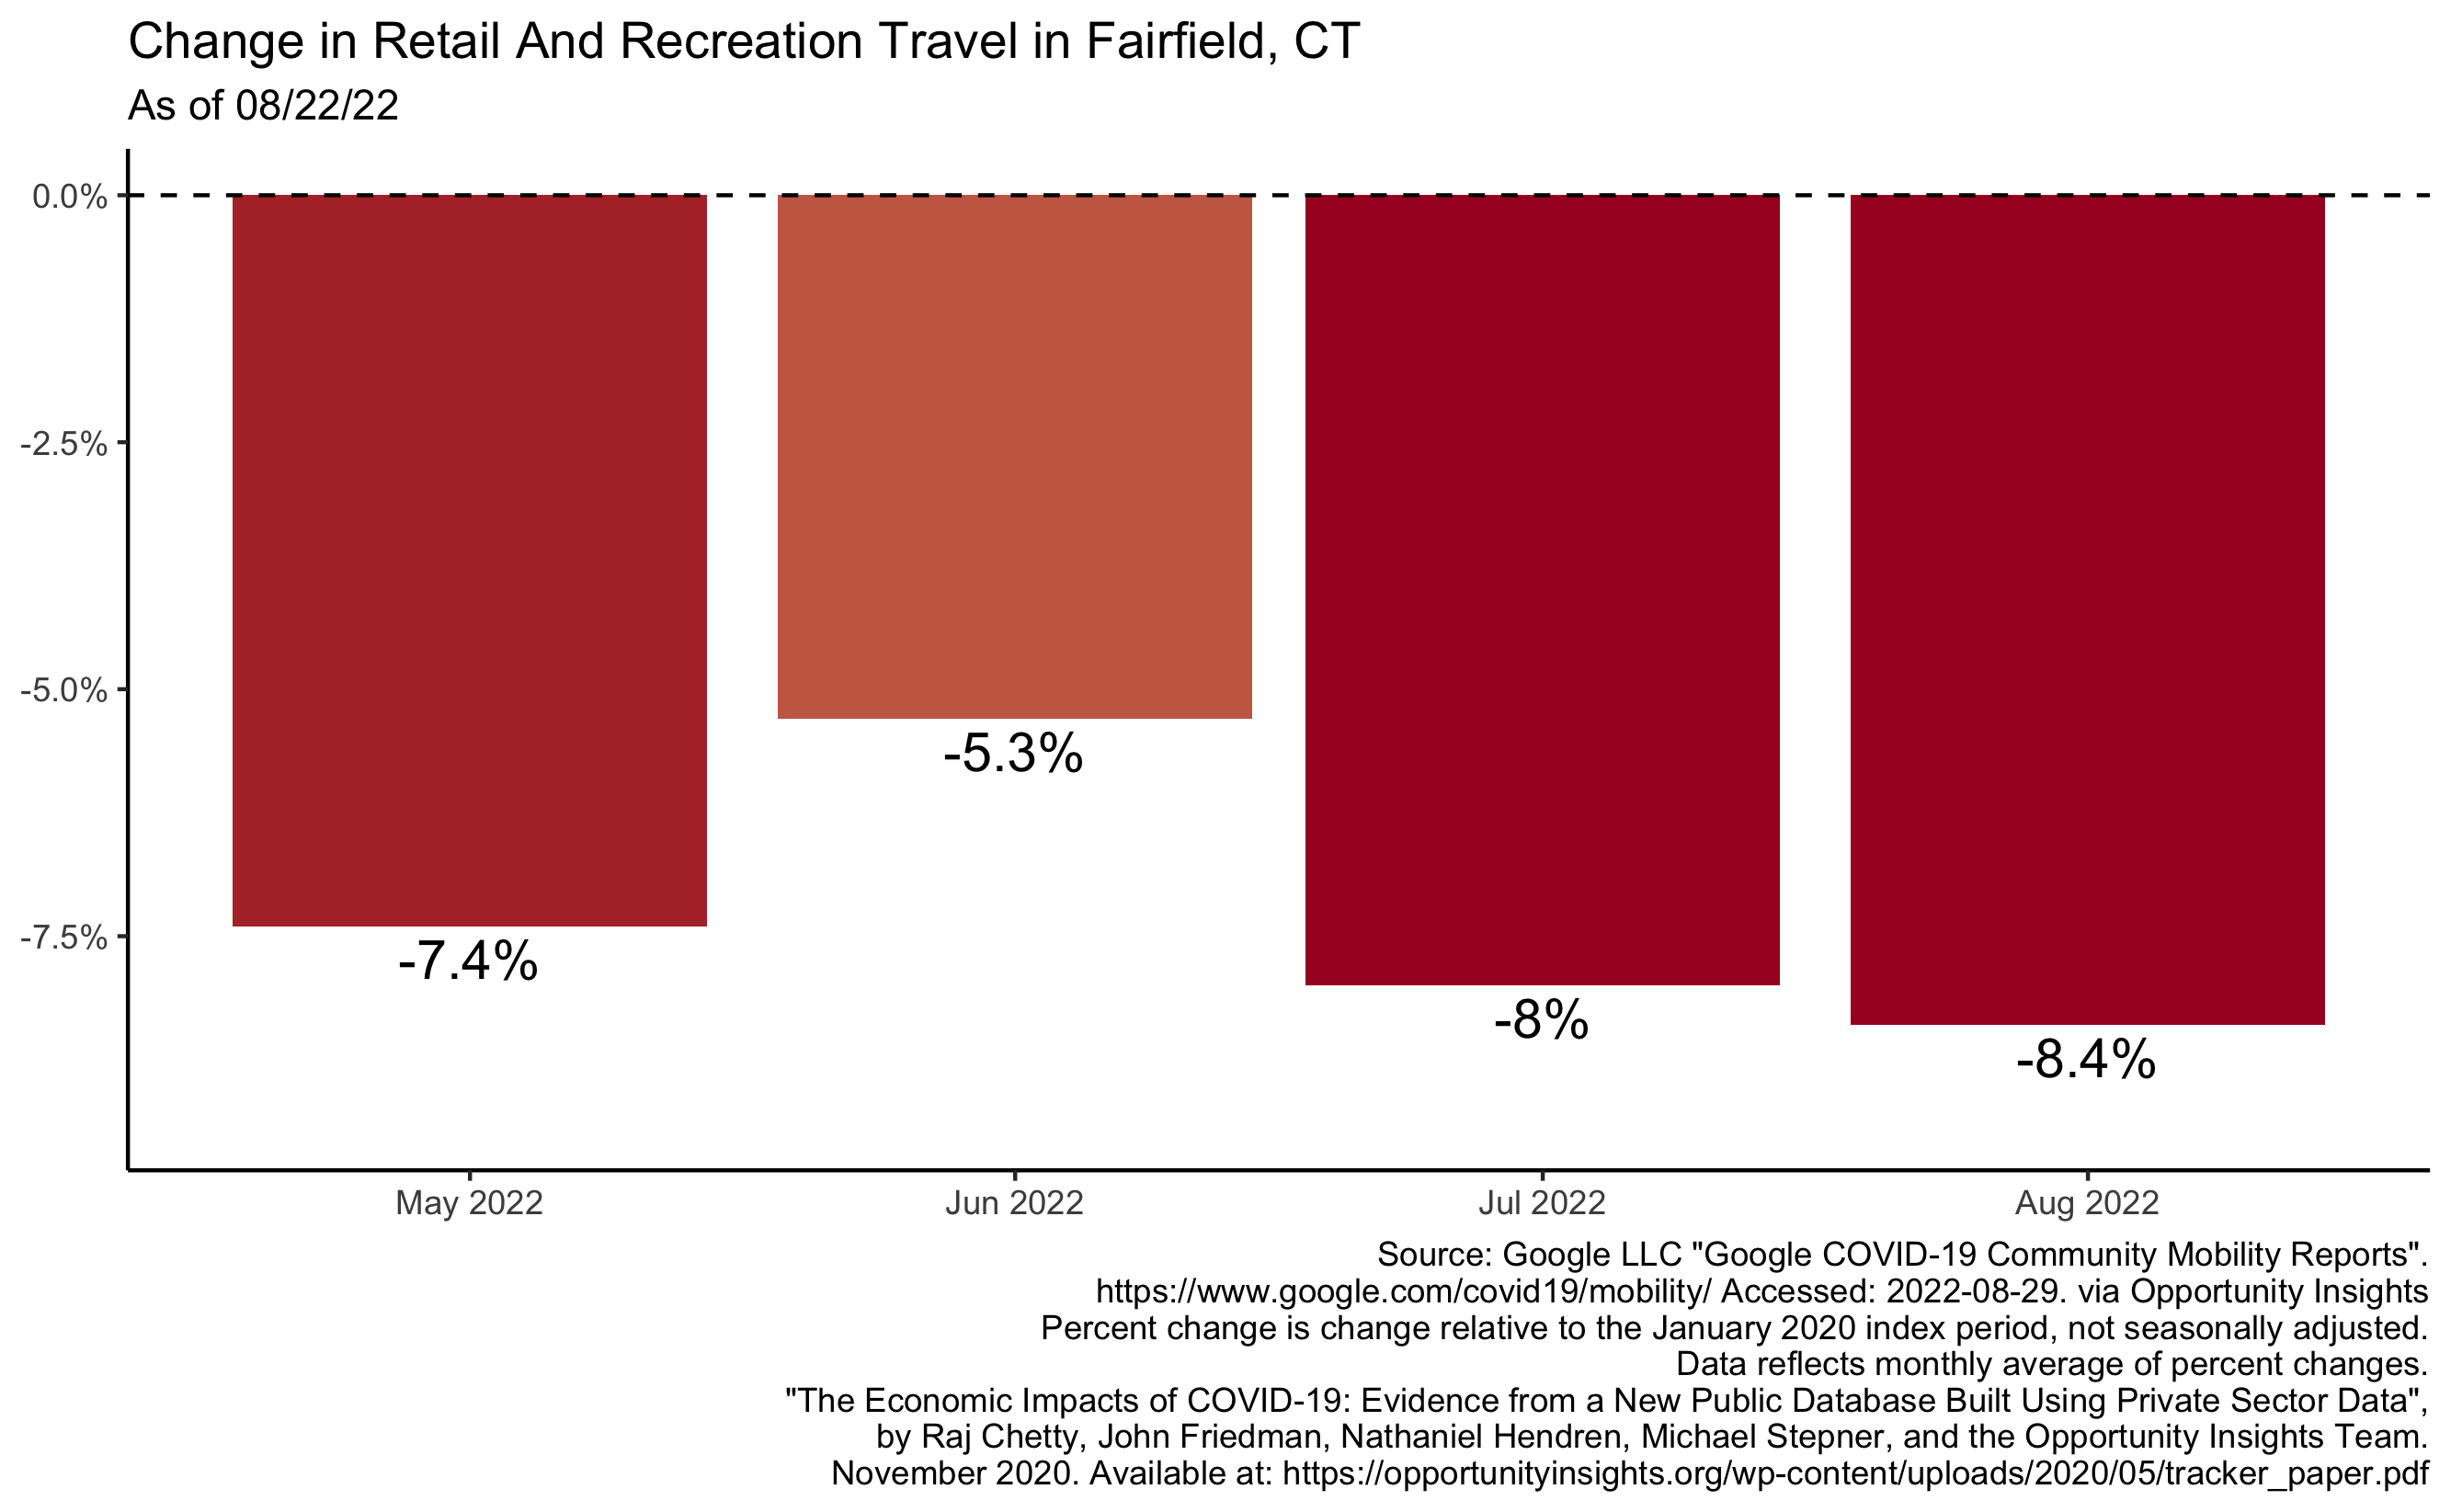 Change in Retail And Recreation Travel in Fairfield, CT
As of 08/22/22
0.0%
-2.5%
-5.0%
-7.5%
-7.4%
-5.3%
-8%
-8.4%
May 2022
Jun 2022
Jul 2022
Aug 2022
Source: Google LLC "Google COVID-19 Community Mobility Reports".
https://www.google.com/covid19/mobility/ Accessed: 2022-08-29. via Opportunity Insights
Percent change is change relative to the January 2020 index period, not seasonally adjusted.
Data reflects monthly average of percent changes.
"The Economic Impacts of COVID-19: Evidence from a New Public Database Built Using Private Sector Data",
by Raj Chetty, John Friedman, Nathaniel Hendren, Michael Stepner, and the Opportunity Insights Team.
November 2020. Available at: https://opportunityinsights.org/wp-content/uploads/2020/05/tracker_paper.pdf